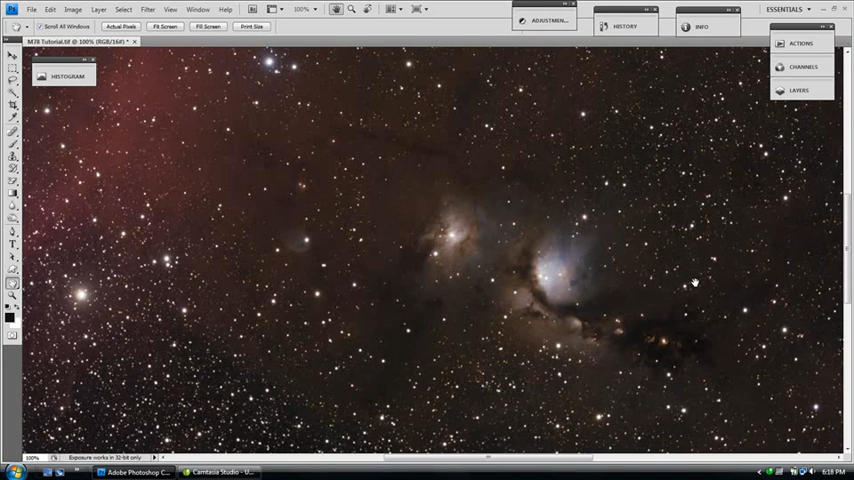 Ps File Edit Image Layer Select Filter View Window Help 100% ESSENTIALS
Scroll All Windows Actual Pixels Fit Screen Fill Screen Print Size
ADJUSTMEN...
HISTORY
INFO
M78 Tutorial.tif @ 100% (RGB/16#) * ×
ACTIONS
CHANNELS
LAYERS
HISTOGRAM
T
100% Exposure works in 32-bit only
Adobe Photoshop C... Camtasia Studio - U... 6:18 PM